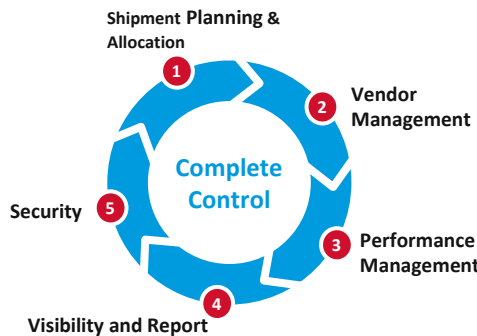 Shipment Planning &
Allocation
1
2
Vendor
Management
Complete
Control
3
Performance
Management
4
Visibility and Report
5
Security